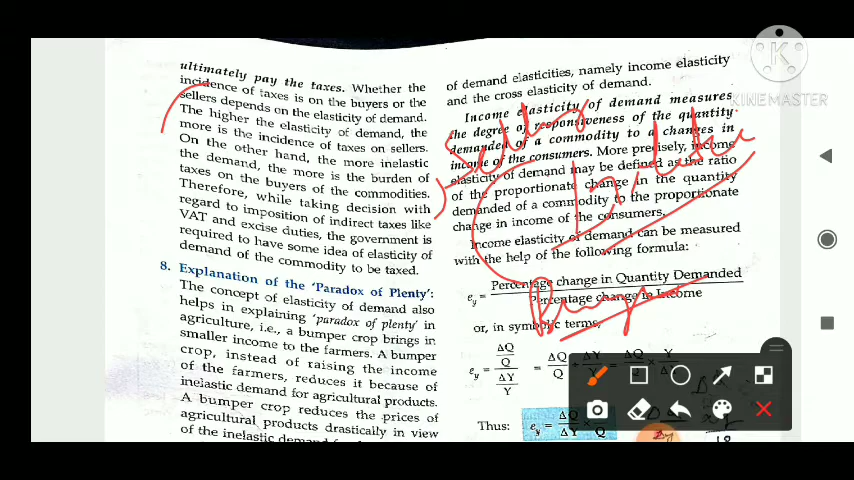 ultimately pay the taxes. Whether the
incidence of taxes is on the buyers or the
sellers depends on the elasticity of demand.
The higher the elasticity of demand, the
more is the incidence of taxes on sellers.
On the other hand, the more inelastic
the demand, the more is the burden of
taxes on the buyers of the commodities.
Therefore, while taking decision with
regard to imposition of indirect taxes like
VAT and excise duties, the government is
required to have some idea of elasticity of
demand of the commodity to be taxed.
8. Explanation of the 'Paradox of Plenty':
The concept of elasticity of demand also
helps in explaining 'paradox of plenty' in
agriculture, i.e., a bumper crop brings in
smaller income to the farmers. A bumper
crop, instead of raising the income
of the farmers, reduces it because of
inelastic demand for agricultural products.
A bumper crop reduces the prices of
agricultural products drastically in view
of the inelastic demand
of demand elasticities, namely income elasticity
and the cross elasticity of demand.
Income elasticity of demand measures
the degree of responsiveness of the quantity
demanded of a commodity to a changes in
income of the consumers. More precisely, income
elasticity of demand may be defined as the ratio
of the proportionate change in the quantity
demanded of a commodity to the proportionate
change in income of the consumers.
Income elasticity of demand can be measured
with the help of the following formula:
e_y = Percentage change in Quantity Demanded
Percentage change in Income
or, in symbolic terms,
e_y = ΔQ/Q / ΔY/Y = ΔQ/Q ÷ ΔY/Y = ΔQ/Q × Y/ΔY
Thus: e_y = ΔQ/ΔY × Y/Q
KINEMASTER